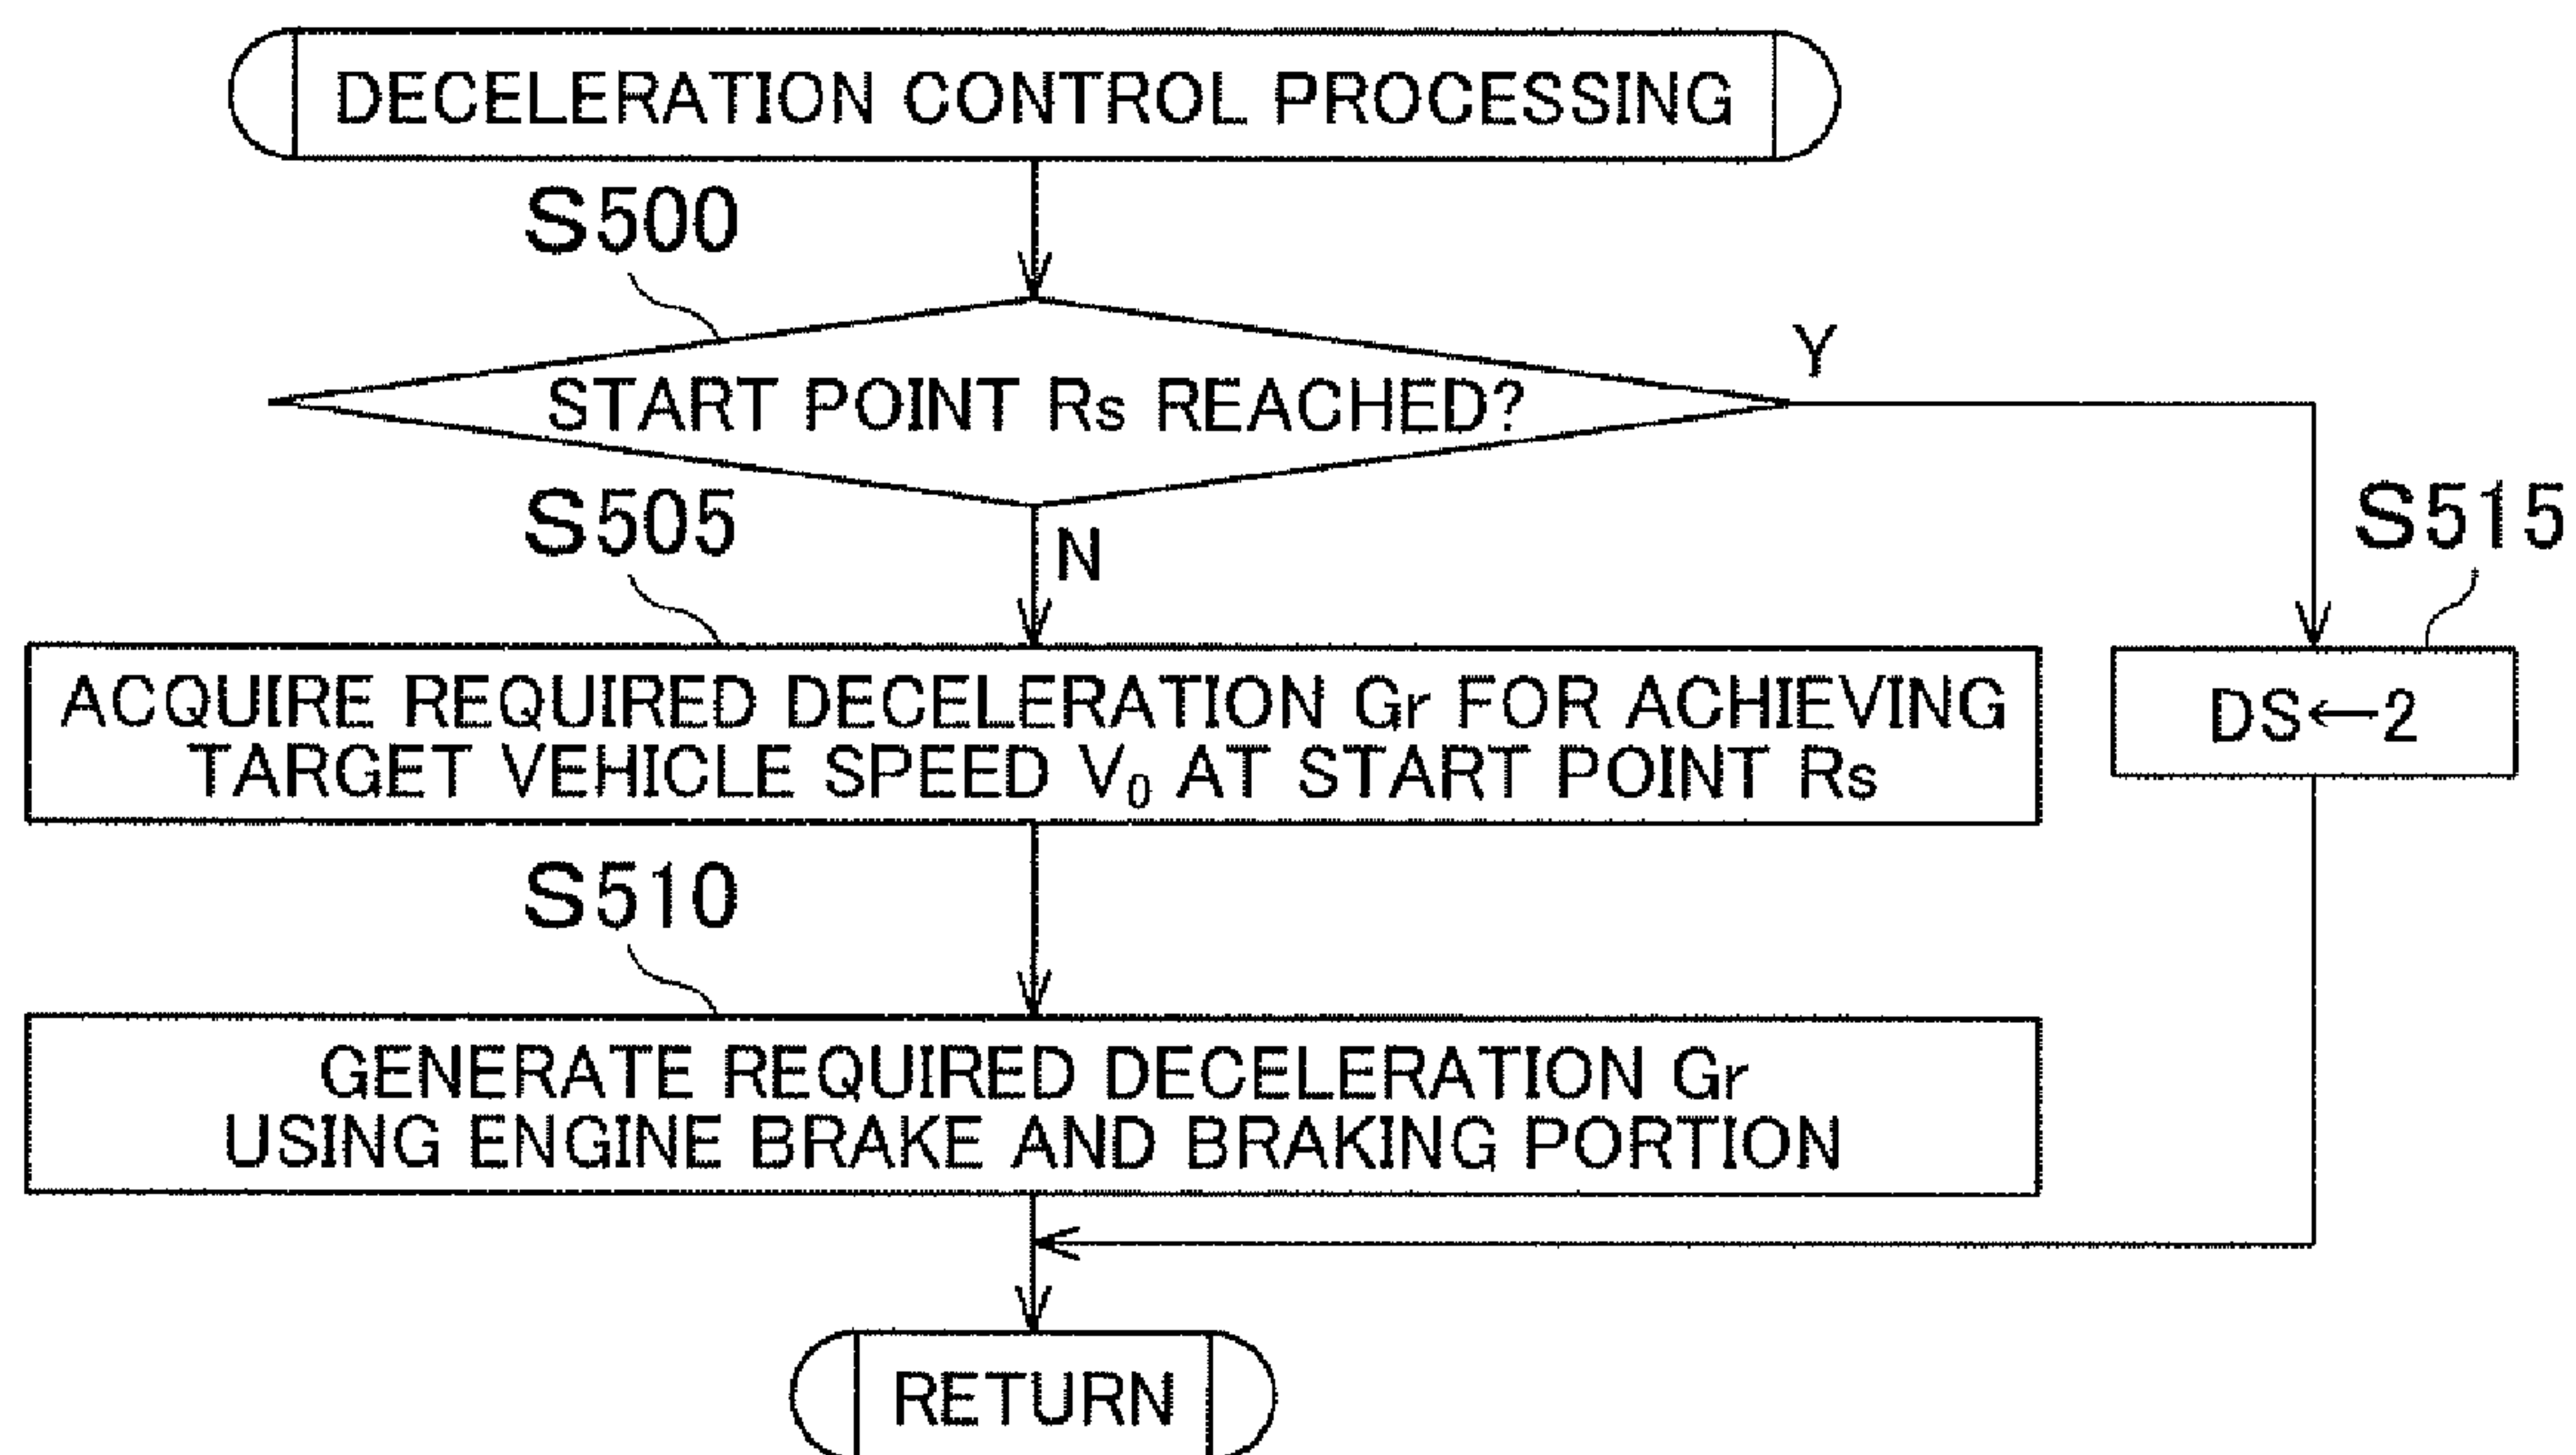 DECELERATION CONTROL PROCESSING
S500
START POINT Rs REACHED?
Y
S505
N
S515
ACQUIRE REQUIRED DECELERATION Gr FOR ACHIEVING
TARGET VEHICLE SPEED V₀ AT START POINT Rs
DS←2
S510
GENERATE REQUIRED DECELERATION Gr
USING ENGINE BRAKE AND BRAKING PORTION
RETURN